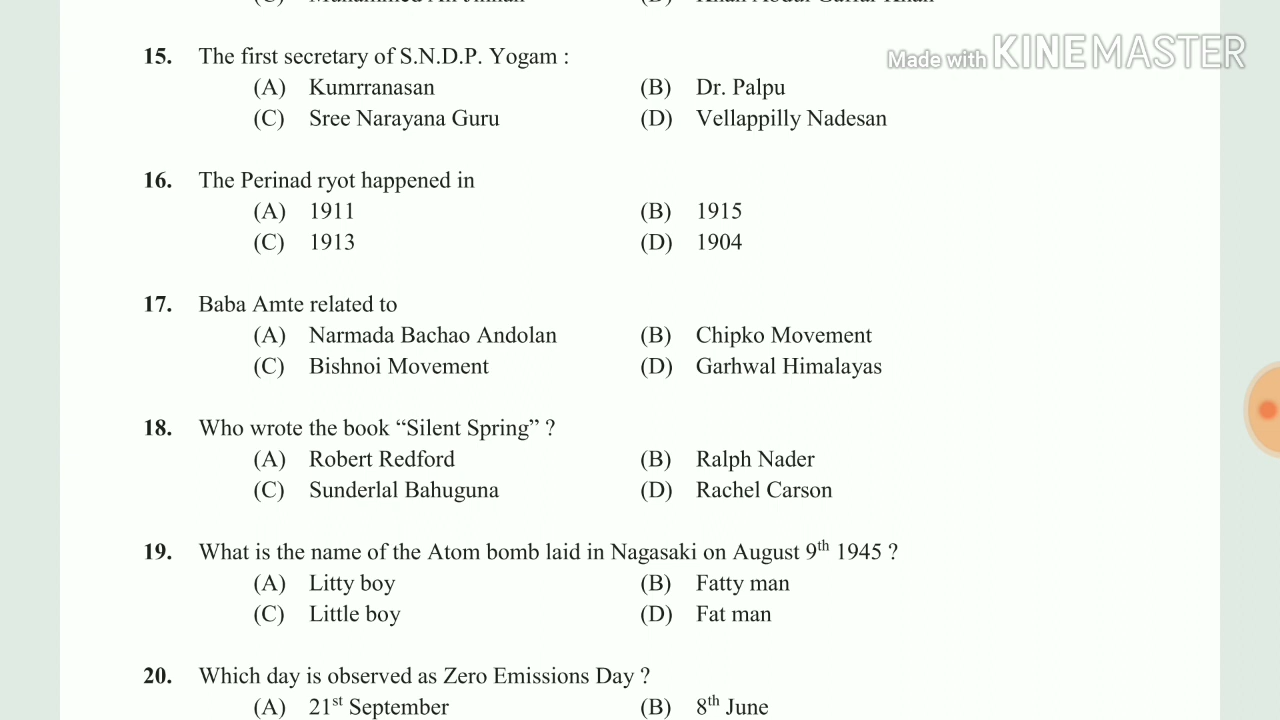 15. The first secretary of S.N.D.P. Yogam :
Made with KINEMASTER
(A) Kumrranasan (B) Dr. Palpu
(C) Sree Narayana Guru (D) Vellappilly Nadesan
16. The Perinad ryot happened in
(A) 1911 (B) 1915
(C) 1913 (D) 1904
17. Baba Amte related to
(A) Narmada Bachao Andolan (B) Chipko Movement
(C) Bishnoi Movement (D) Garhwal Himalayas
18. Who wrote the book “Silent Spring” ?
(A) Robert Redford (B) Ralph Nader
(C) Sunderlal Bahuguna (D) Rachel Carson
19. What is the name of the Atom bomb laid in Nagasaki on August 9th 1945 ?
(A) Litty boy (B) Fatty man
(C) Little boy (D) Fat man
20. Which day is observed as Zero Emissions Day ?
(A) 21st September (B) 8th June